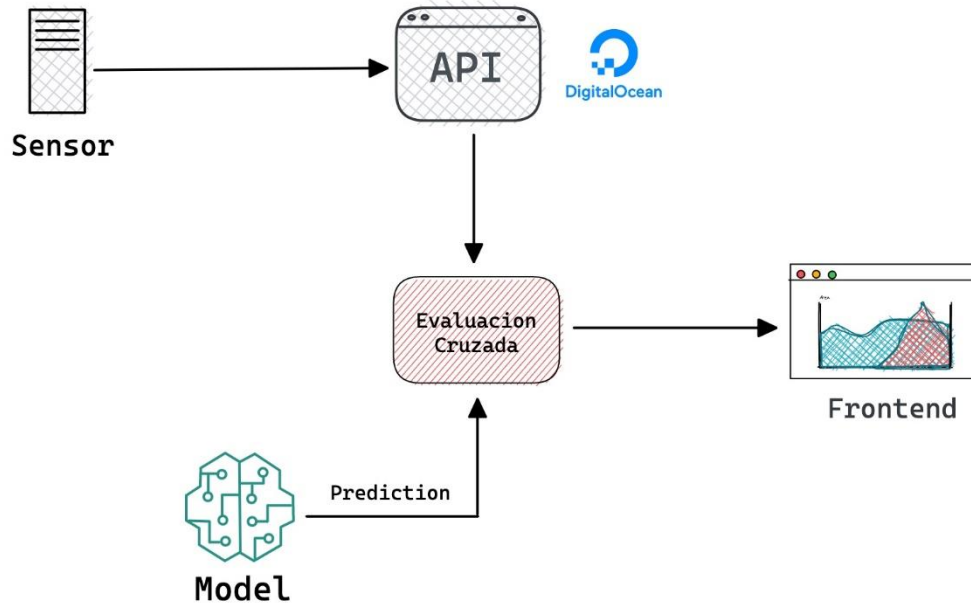 API
DigitalOcean
Sensor
Evaluacion
Cruzada
Frontend
Prediction
Model